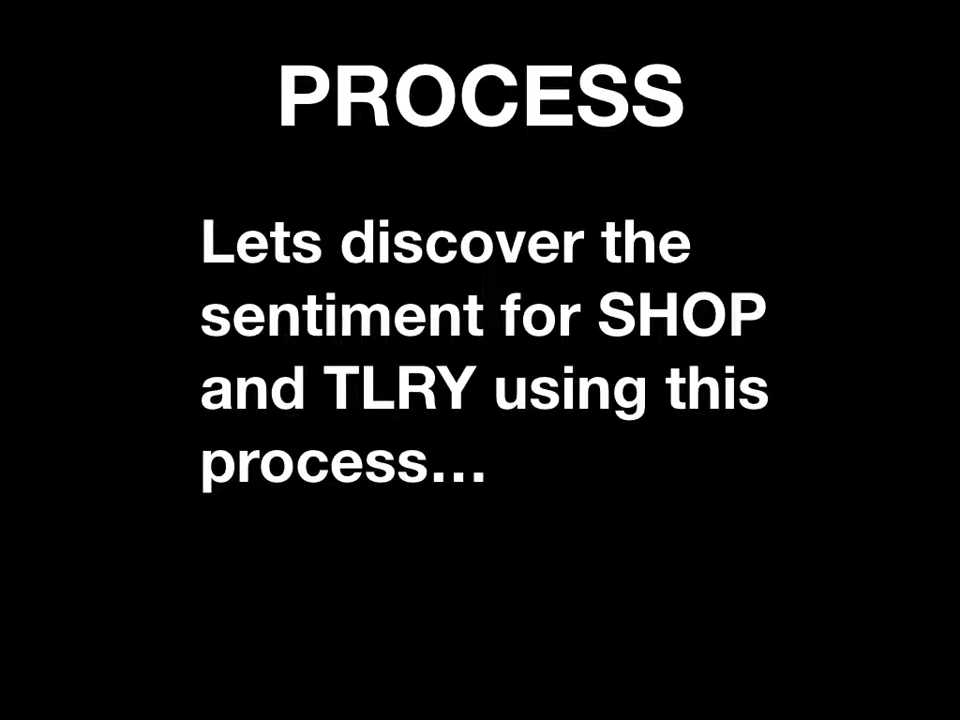 PROCESS
Lets discover the
sentiment for SHOP
and TLRY using this
process…